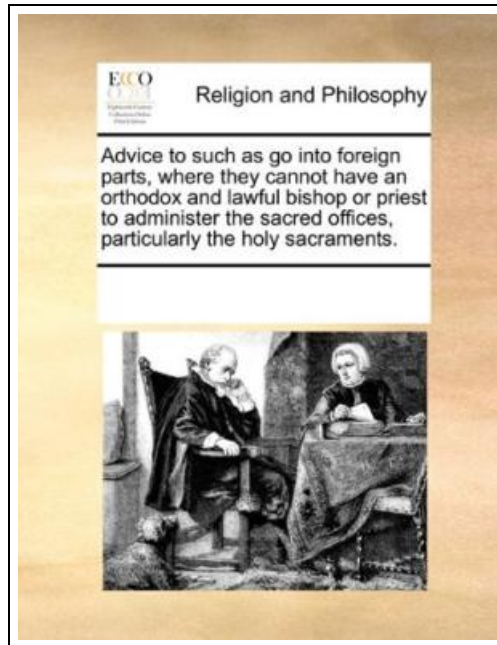 ECCO
Religion and Philosophy
Advice to such as go into foreign
parts, where they cannot have an
orthodox and lawful bishop or priest
to administer the sacred offices,
particularly the holy sacraments.